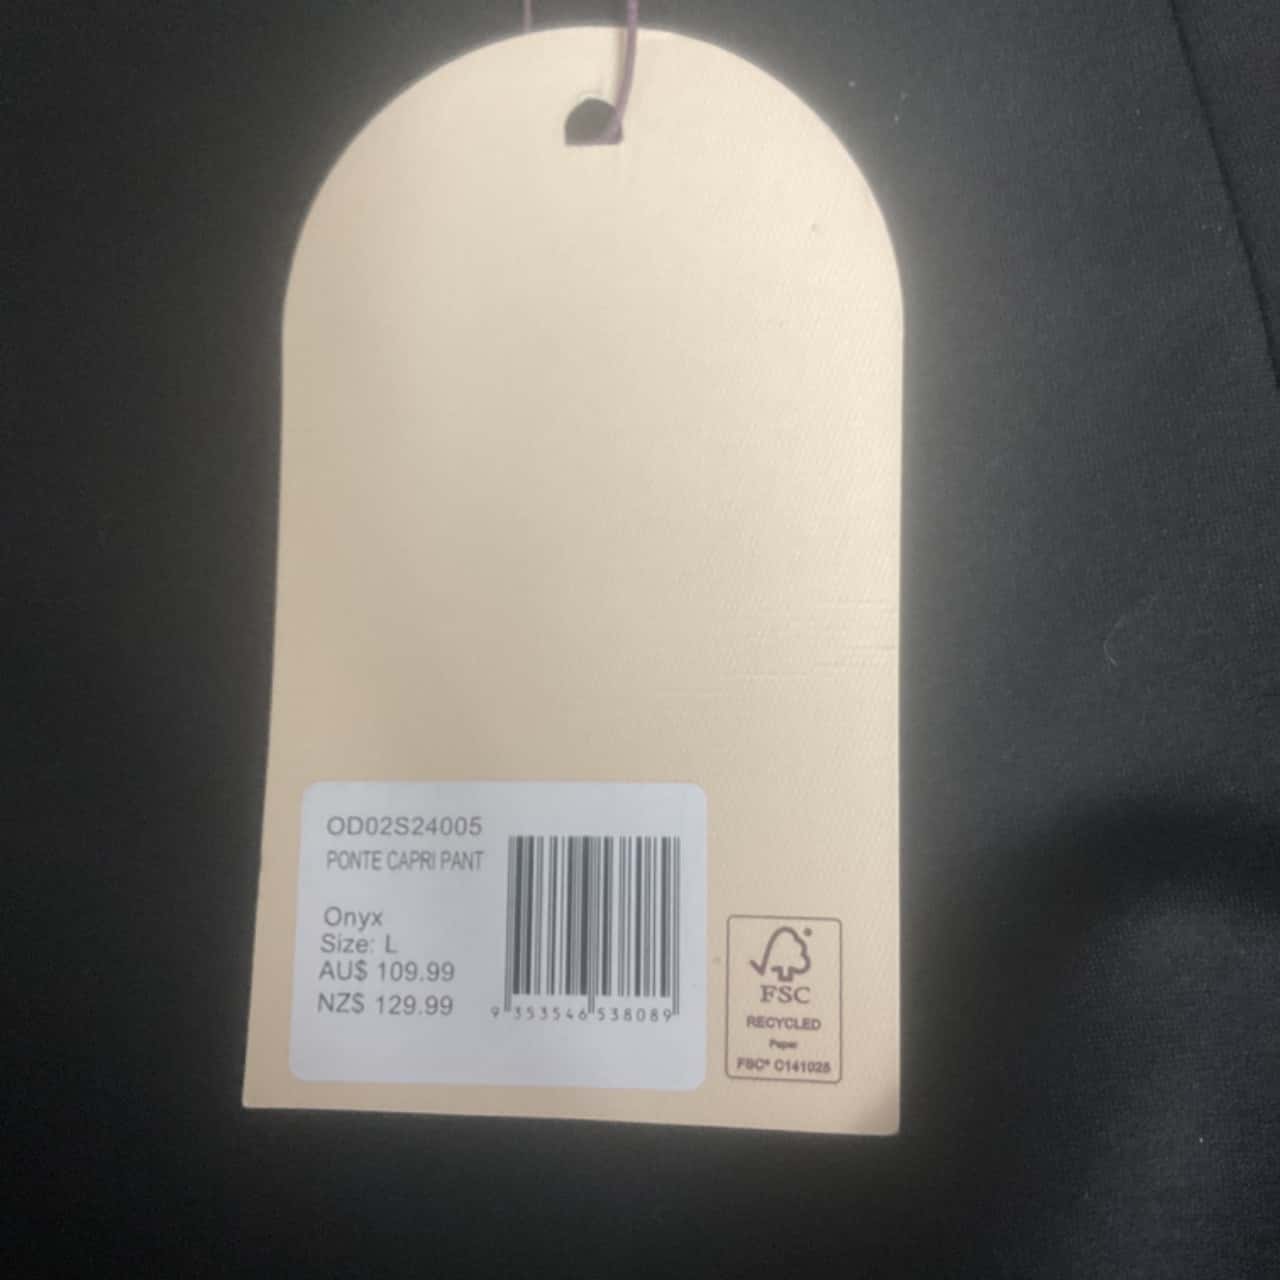 OD02S24005
PONTE CAPRI PANT
Onyx
Size: L
AU$ 109.99
NZ$ 129.99
9 353546 538089
FSC
RECYCLED
Paper
FSC® C141025